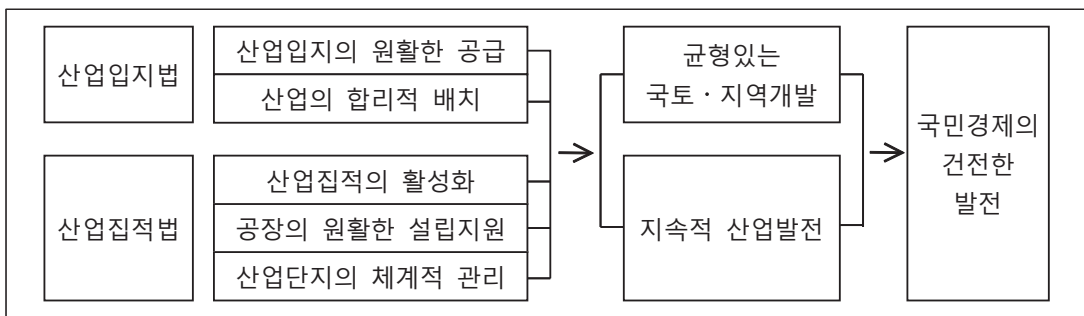 산업입지법
산업입지의 원활한 공급
산업의 합리적 배치
산업집적법
산업집적의 활성화
공장의 원활한 설립지원
산업단지의 체계적 관리
균형있는
국토·지역개발
지속적 산업발전
국민경제의
건전한
발전